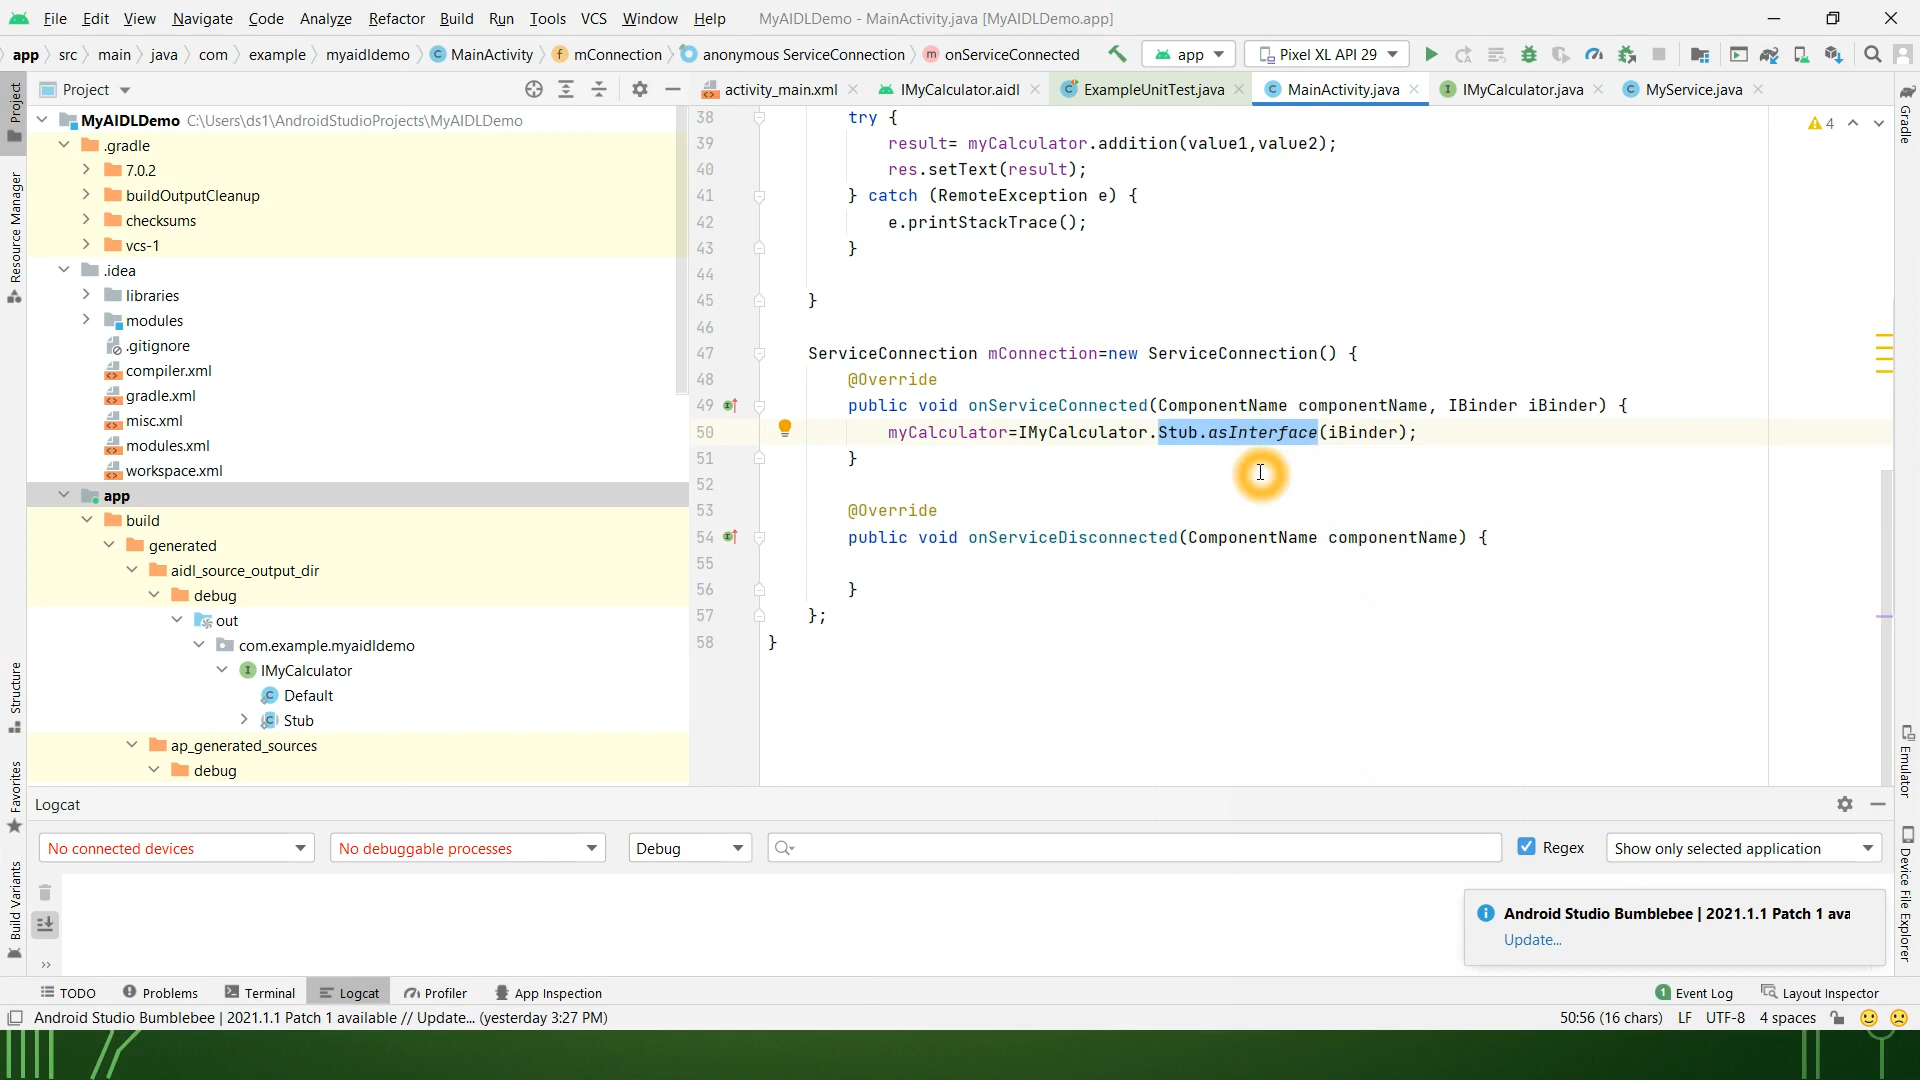 File Edit View Navigate Code Analyze Refactor Build Run Tools VCS Window Help MyAIDLDemo - MainActivity.java [MyAIDLDemo.app]
app src main java com example myaidldemo MainActivity mConnection anonymous ServiceConnection onServiceConnected app Pixel XL API 29
Project
activity_main.xml IMyCalculator.aidl ExampleUnitTest.java MainActivity.java IMyCalculator.java MyService.java
MyAIDLDemo C:\Users\ds1\AndroidStudioProjects\MyAIDLDemo
.gradle
7.0.2
buildOutputCleanup
checksums
vcs-1
.idea
libraries
modules
.gitignore
compiler.xml
gradle.xml
misc.xml
modules.xml
workspace.xml
app
build
generated
aidl_source_output_dir
debug
out
com.example.myaidldemo
IMyCalculator
Default
Stub
ap_generated_sources
debug
38 try {
39 result= myCalculator.addition(value1,value2);
40 res.setText(result);
41 } catch (RemoteException e) {
42 e.printStackTrace();
43 }
44
45 }
46
47 ServiceConnection mConnection=new ServiceConnection() {
48 @Override
49 public void onServiceConnected(ComponentName componentName, IBinder iBinder) {
50 myCalculator=IMyCalculator.Stub.asInterface(iBinder);
51 }
52
53 @Override
54 public void onServiceDisconnected(ComponentName componentName) {
55
56 }
57 };
58 }
4
Project
Resource Manager
Structure
Favorites
Build Variants
Gradle
Emulator
Device File Explorer
Logcat
No connected devices No debuggable processes Debug Regex Show only selected application
Android Studio Bumblebee | 2021.1.1 Patch 1 ava
Update...
TODO Problems Terminal Logcat Profiler App Inspection 1 Event Log Layout Inspector
Android Studio Bumblebee | 2021.1.1 Patch 1 available // Update... (yesterday 3:27 PM) 50:56 (16 chars) LF UTF-8 4 spaces